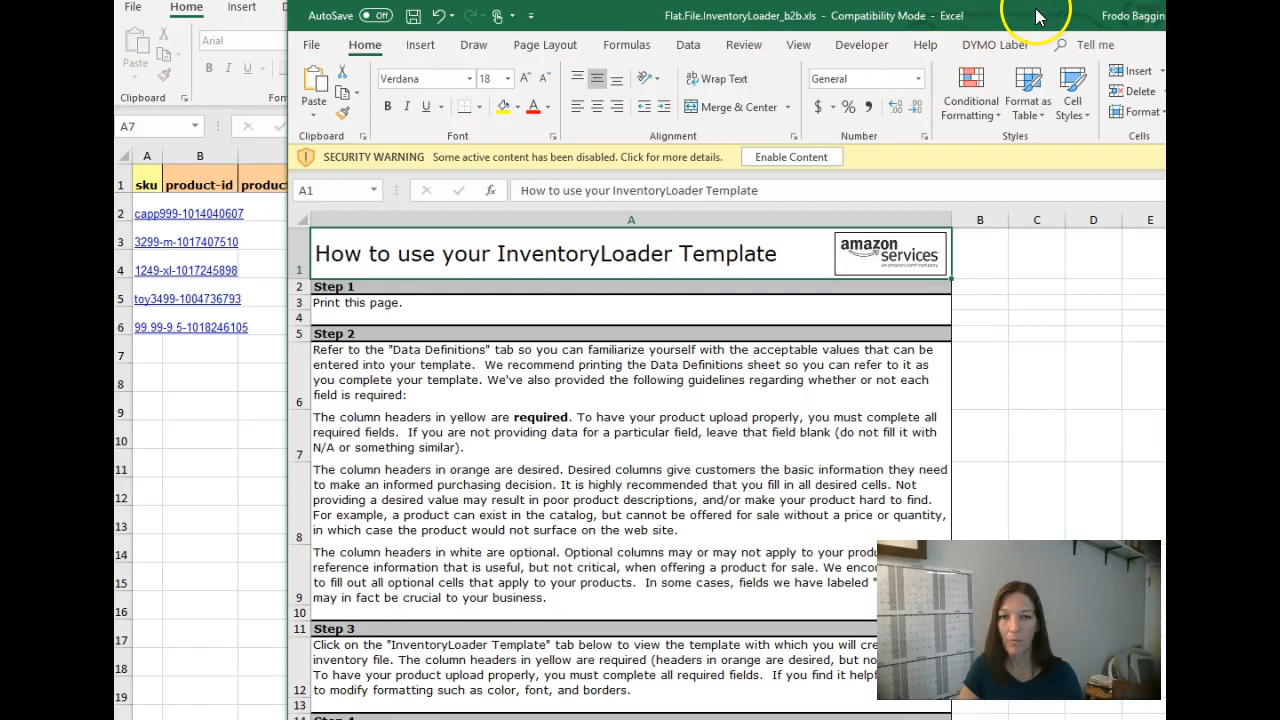 Home Insert
Paste
Arial
B I U
Clipboard
A7
A B
1 sku product-id
2 capp999-1014040607
3 3299-m-1017407510
4 1249-xl-1017245898
5 toy3499-1004736793
6 99.99-9.5-1018246105
7
8
9
10
11
12
13
14
15
16
17
18
19
AutoSave Off Flat.File.InventoryLoader_b2b.xls - Compatibility Mode - Excel
File Home Insert Draw Page Layout Formulas Data Review View Developer Help DYMO Label Tell me
Verdana 18 Wrap Text General Insert
Paste B I U Merge & Center $ % Conditional Formatting Format as Table Cell Styles Delete
Format
Clipboard Font Alignment Number Styles Cells
SECURITY WARNING Some active content has been disabled. Click for more details. Enable Content
A1 fx How to use your InventoryLoader Template
A B C D E
1 How to use your InventoryLoader Template amazon services
an amazon.com company
2 Step 1
3 Print this page.
4
5 Step 2
Refer to the "Data Definitions" tab so you can familiarize yourself with the acceptable values that can be
entered into your template. We recommend printing the Data Definitions sheet so you can refer to it as
you complete your template. We've also provided the following guidelines regarding whether or not each
6 field is required:
The column headers in yellow are required. To have your product upload properly, you must complete all
required fields. If you are not providing data for a particular field, leave that field blank (do not fill it with
7 N/A or something similar).
The column headers in orange are desired. Desired columns give customers the basic information they need
to make an informed purchasing decision. It is highly recommended that you fill in all desired cells. Not
providing a desired value may result in poor product descriptions, and/or make your product hard to find.
For example, a product can exist in the catalog, but cannot be offered for sale without a price or quantity,
8 in which case the product would not surface on the web site.
The column headers in white are optional. Optional columns may or may not apply to your
reference information that is useful, but not critical, when offering a product for sale. We
to fill out all optional cells that apply to your products. In some cases, fields we have labeled
9 may in fact be crucial to your business.
10
11 Step 3
Click on the "InventoryLoader Template" tab below to view the template with which you will
inventory file. The column headers in yellow are required (headers in orange are desired, but
To have your product upload properly, you must complete all required fields. If you find it
12 to modify formatting such as color, font, and borders.
13